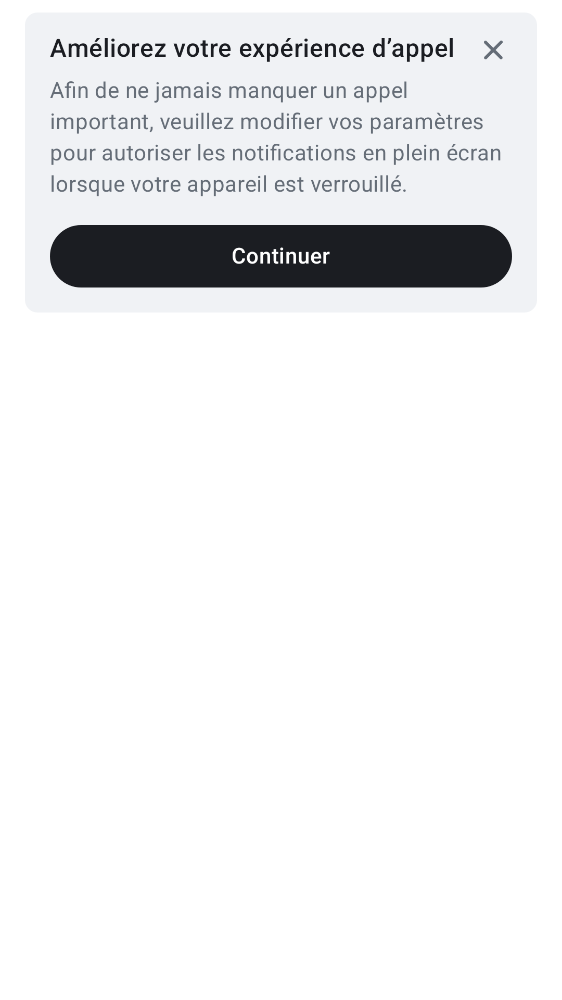 Améliorez votre expérience d’appel
Afin de ne jamais manquer un appel
important, veuillez modifier vos paramètres
pour autoriser les notifications en plein écran
lorsque votre appareil est verrouillé.
Continuer